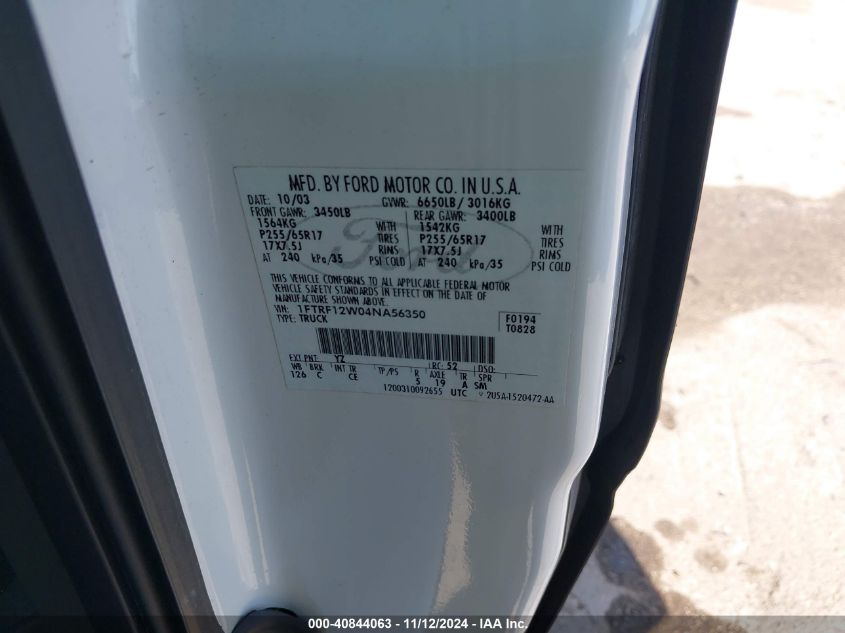 MFD. BY FORD MOTOR CO. IN U.S.A.
DATE: 10/03 GVWR: 6650LB/ 3016KG
FRONT GAWR: 3450LB REAR GAWR: 3400LB
1564KG WITH 1542KG WITH
P255/65R17 TIRES P255/65R17 TIRES
17X7.5J RIMS 17X7.5J RIMS
AT 240 kPa/35 PSI COLD AT 240 kPa/35 PSI COLD
Ford
THIS VEHICLE CONFORMS TO ALL APPLICABLE FEDERAL MOTOR
VEHICLE SAFETY STANDARDS IN EFFECT ON THE DATE OF
MANUFACTURE SHOWN ABOVE.
VIN: 1FTRF12W04NA56350 F0194
TYPE: TRUCK T0828
EXT PNT: YZ RC: 52 DSO:
WB BRK INT TR TP/PS R AXLE TR SPR
126 C CE 5 19 A SM
1200310092655 UTC V 2U5A-1520472-AA
000-40844063 - 11/12/2024 - IAA Inc.